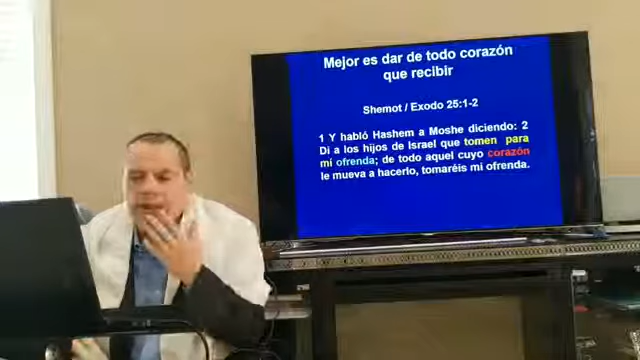 Mejor es dar de todo corazón
que recibir
Shemot / Exodo 25:1-2
1 Y habló Hashem a Moshe diciendo: 2
Di a los hijos de Israel que tomen para
mi ofrenda; de todo aquel cuyo corazón
le mueva a hacerlo, tomaréis mi ofrenda.